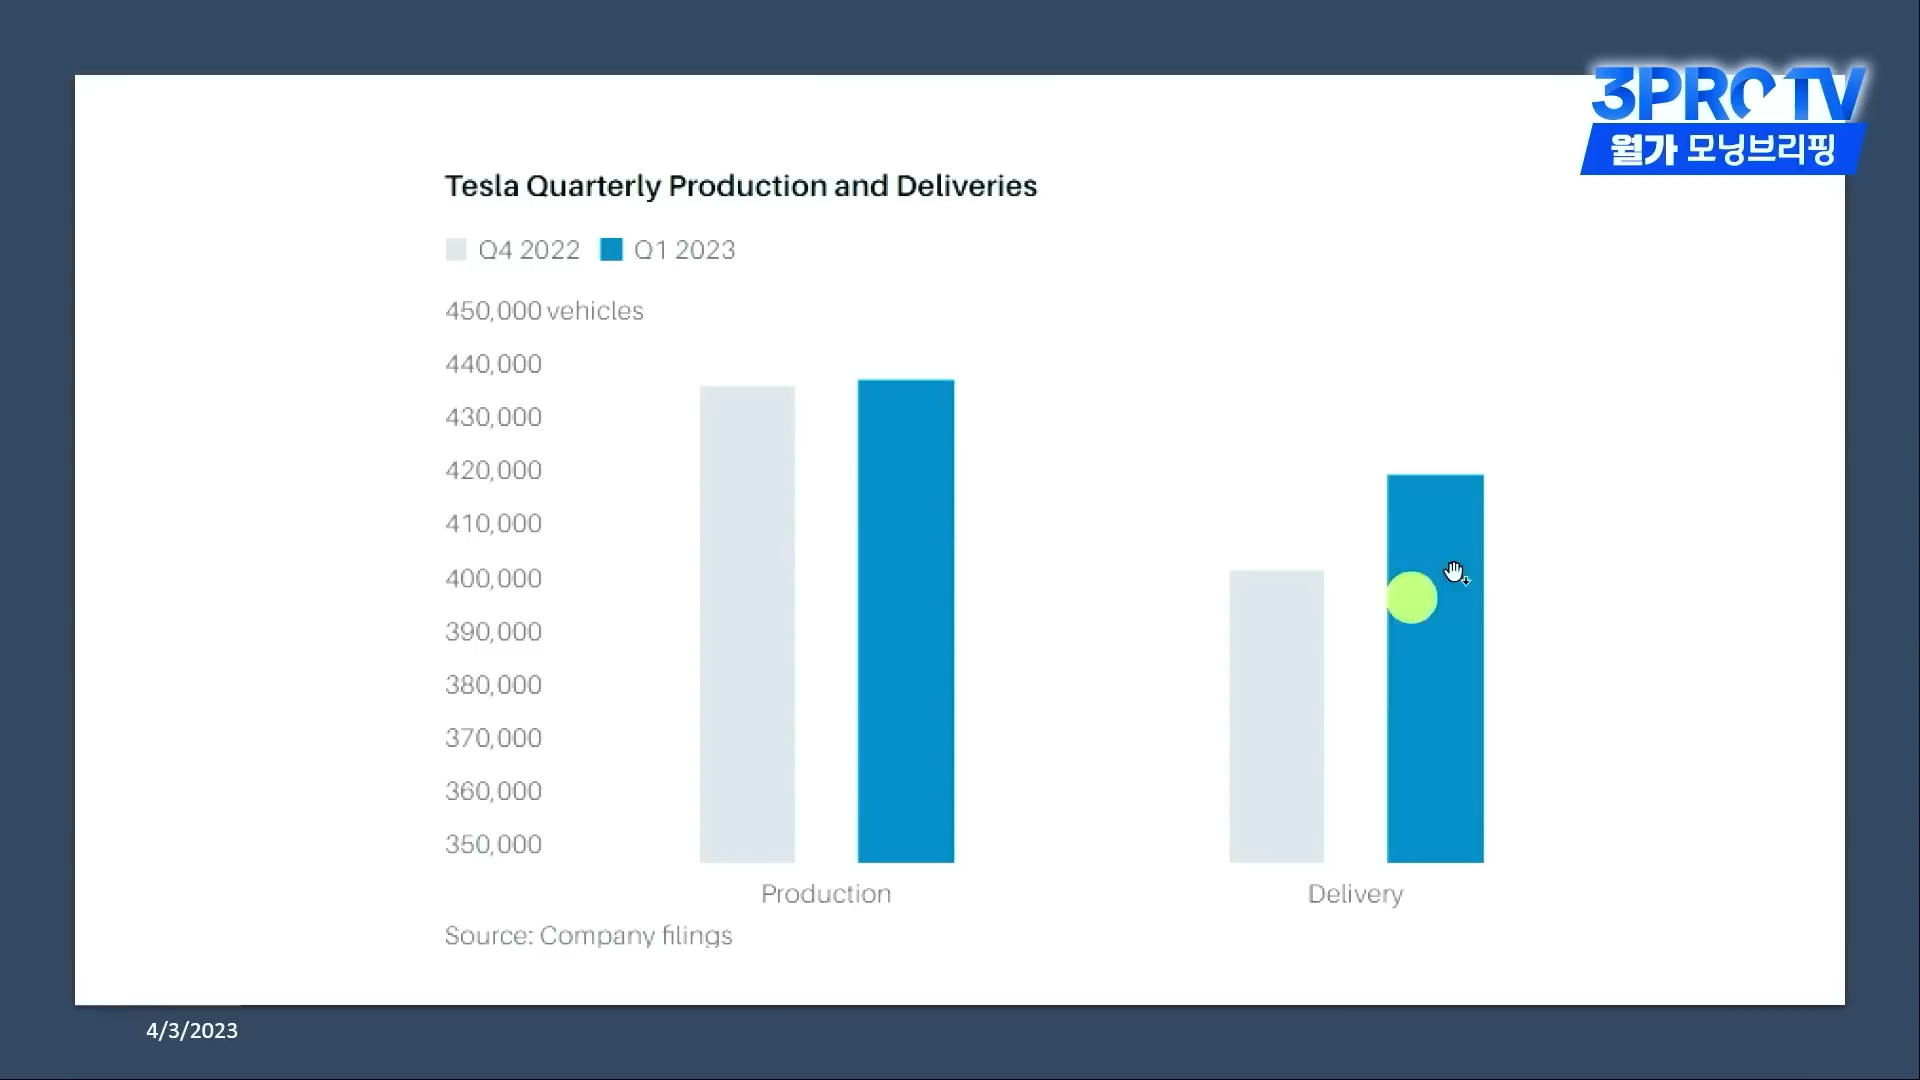 3PROTV
월가 모닝브리핑
Tesla Quarterly Production and Deliveries
Q4 2022 Q1 2023
450,000 vehicles
440,000
430,000
420,000
410,000
400,000
390,000
380,000
370,000
360,000
350,000
Production Delivery
Source: Company filings
4/3/2023